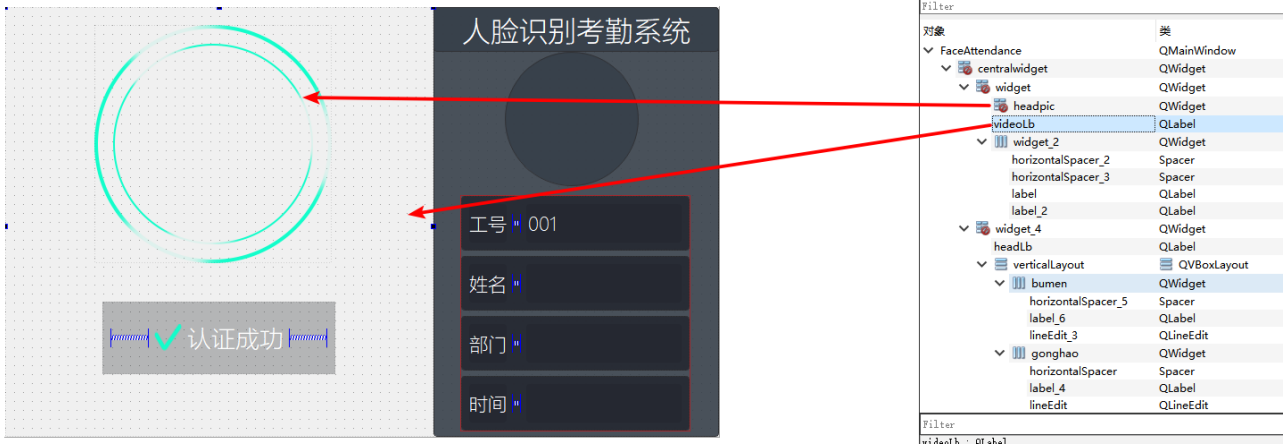 人脸识别考勤系统
工号 001
姓名
部门
时间
认证成功
Filter
对象 类
FaceAttendance QMainWindow
centralwidget QWidget
widget QWidget
headpic QWidget
videoLb QLabel
widget_2 QWidget
horizontalSpacer_2 Spacer
horizontalSpacer_3 Spacer
label QLabel
label_2 QLabel
widget_4 QWidget
headLb QLabel
verticalLayout QVBoxLayout
bumen QWidget
horizontalSpacer_5 Spacer
label_6 QLabel
lineEdit_3 QLineEdit
gonghao QWidget
horizontalSpacer Spacer
label_4 QLabel
lineEdit QLineEdit
Filter
videoLb : QLabel